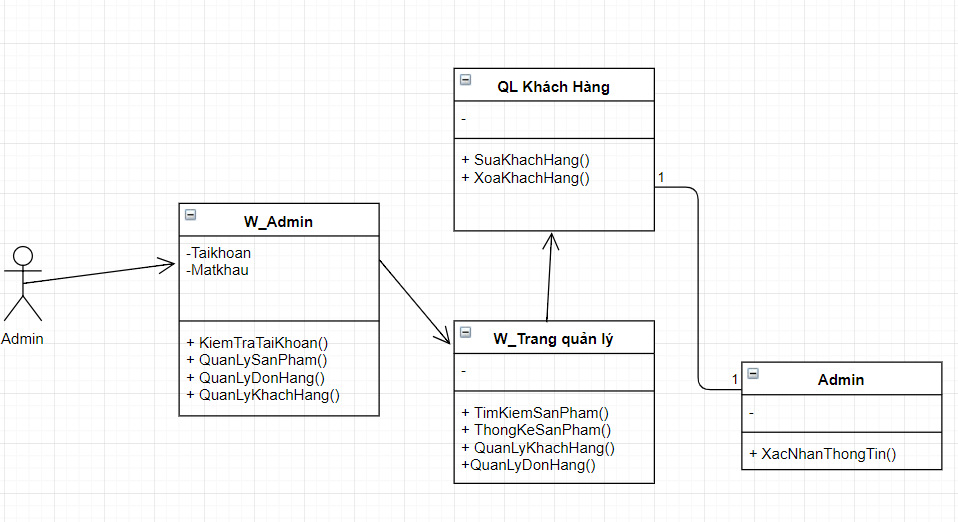 QL Khách Hàng
-
+ SuaKhachHang()
+ XoaKhachHang()
1
W_Admin
-Taikhoan
-Matkhau
+ KiemTraTaiKhoan()
+ QuanLySanPham()
+ QuanLyDonHang()
+ QuanLyKhachHang()
Admin
W_Trang quản lý
-
+ TimKiemSanPham()
+ ThongKeSanPham()
+ QuanLyKhachHang()
+QuanLyDonHang()
1
Admin
-
+ XacNhanThongTin()